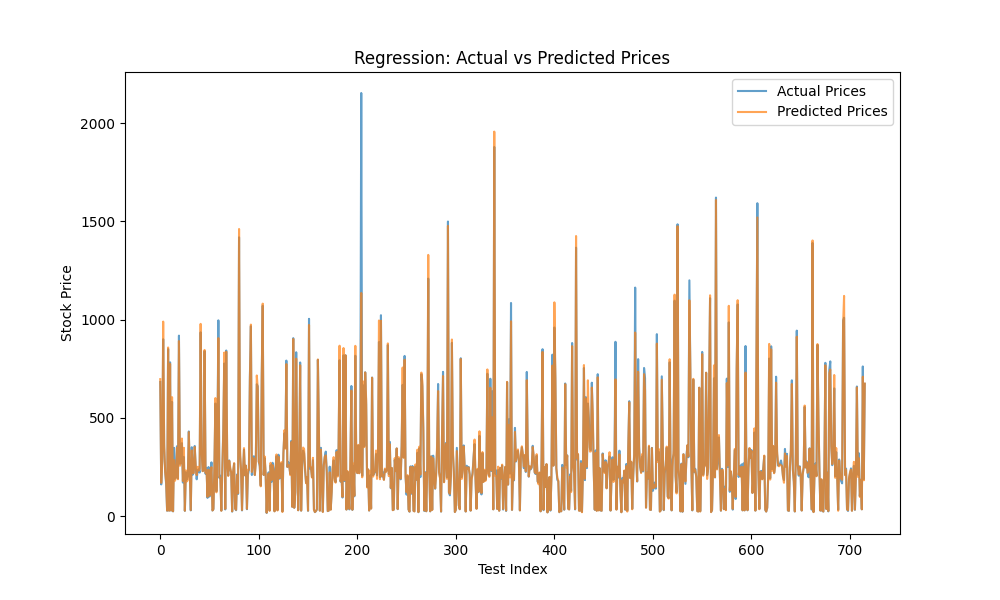 Regression: Actual vs Predicted Prices
Actual Prices
Predicted Prices
Stock Price
2000
1500
1000
500
0
0 100 200 300 400 500 600 700
Test Index